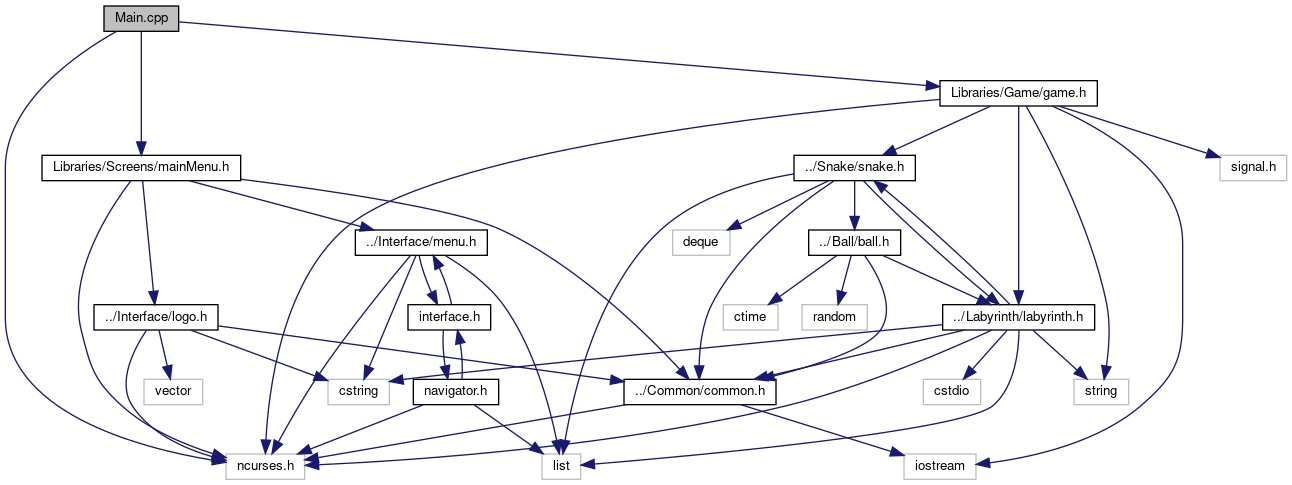 Main.cpp
Libraries/Game/game.h
Libraries/Screens/mainMenu.h
../Snake/snake.h
signal.h
../Interface/menu.h
deque
../Ball/ball.h
../Interface/logo.h
interface.h
ctime
random
../Labyrinth/labyrinth.h
vector
cstring
navigator.h
../Common/common.h
cstdio
string
ncurses.h
list
iostream